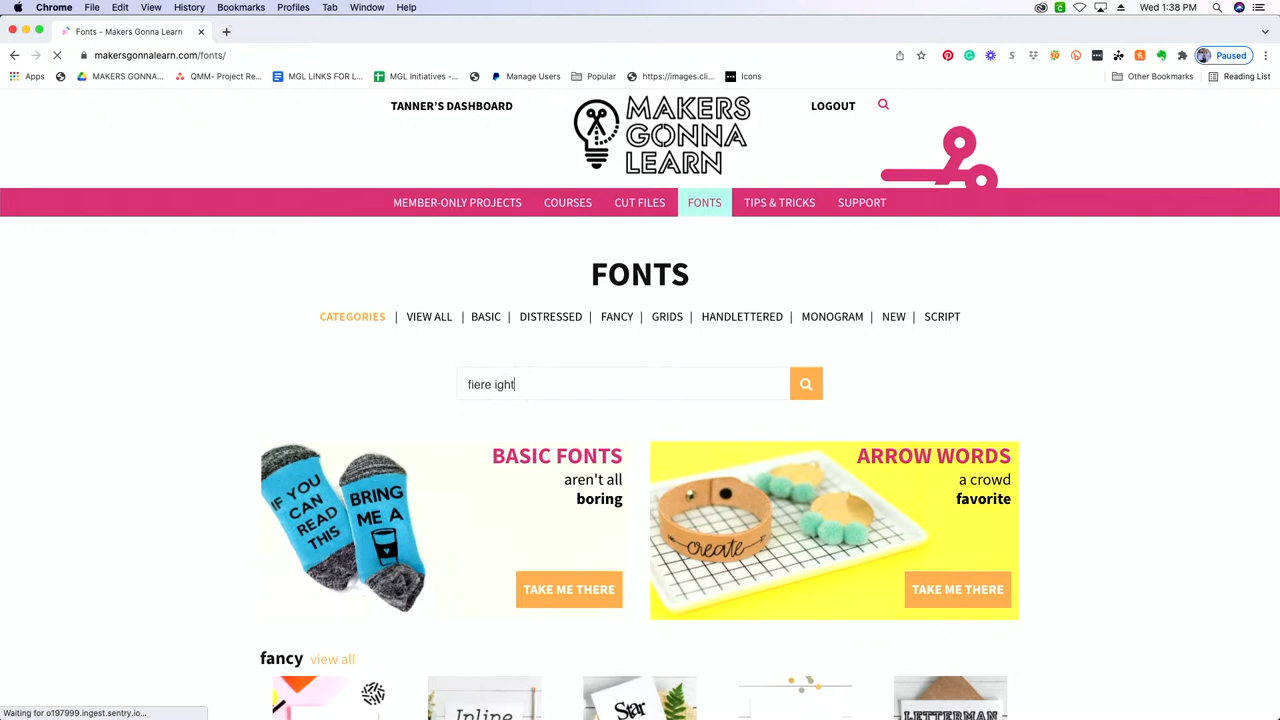 Chrome File Edit View History Bookmarks Profiles Tab Window Help Wed 1:38 PM
Fonts - Makers Gonna Learn
makersgonnalearn.com/fonts/ Paused
Apps MAKERS GONNA... QMM- Project Re... MGL LINKS FOR L... MGL Initiatives -... Manage Users Popular https://images.cli... Icons Other Bookmarks Reading List
TANNER'S DASHBOARD
MAKERS
GONNA
LEARN
LOGOUT
MEMBER-ONLY PROJECTS COURSES CUT FILES FONTS TIPS & TRICKS SUPPORT
FONTS
CATEGORIES | VIEW ALL | BASIC | DISTRESSED | FANCY | GRIDS | HANDLETTERED | MONOGRAM | NEW | SCRIPT
fiere ight
IF YOU
CAN
READ
THIS
BRING
ME A
BASIC FONTS
aren't all
boring
TAKE ME THERE
create
ARROW WORDS
a crowd
favorite
TAKE ME THERE
fancy view all
Inline
Star
LETTERMAN
Waiting for o197999.ingest.sentry.io...